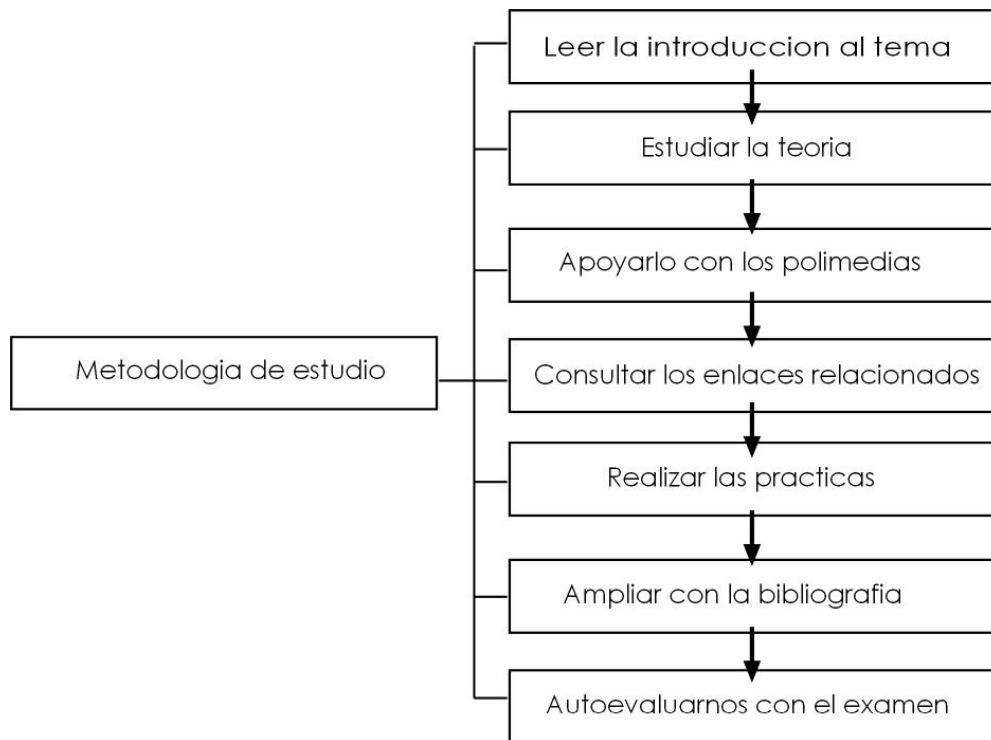 Leer la introduccion al tema
Estudiar la teoria
Apoyarlo con los polimedias
Metodologia de estudio
Consultar los enlaces relacionados
Realizar las practicas
Ampliar con la bibliografia
Autoevaluarnos con el examen